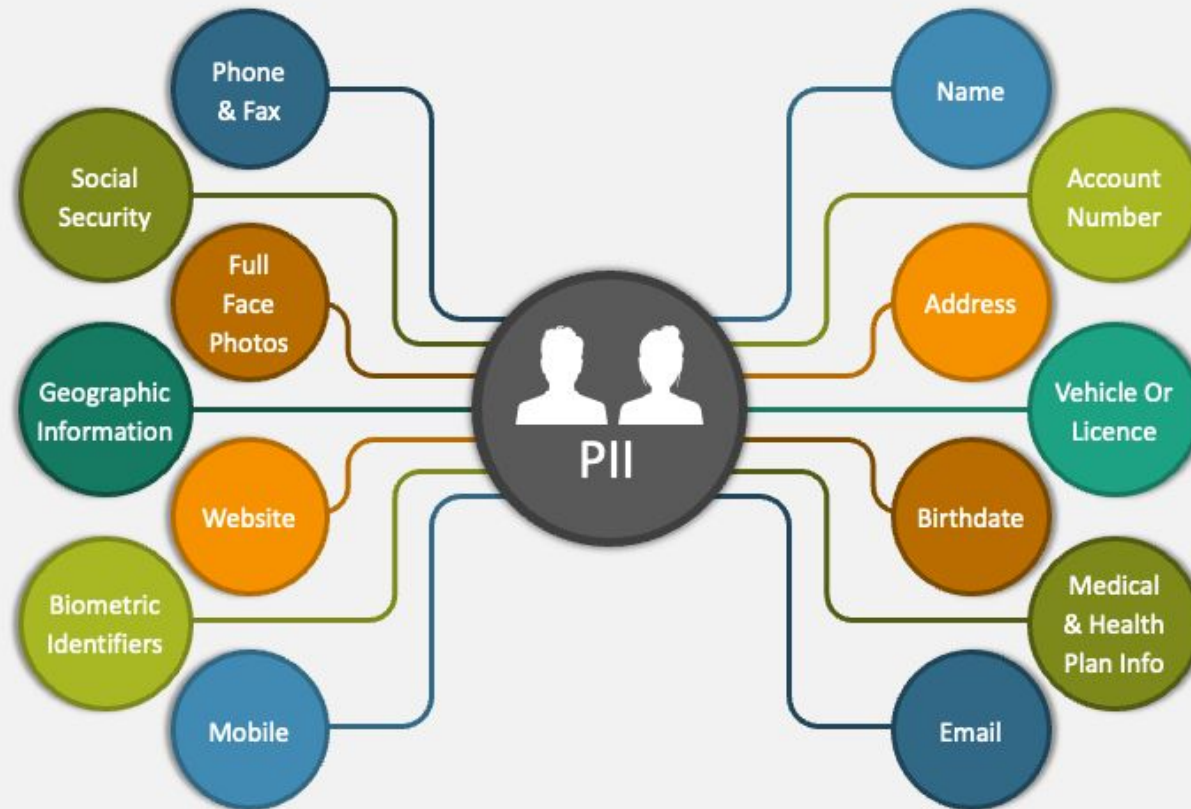 Phone
& Fax
Social
Security
Full
Face
Photos
Geographic
Information
Website
Biometric
Identifiers
Mobile
PII
Name
Account
Number
Address
Vehicle Or
Licence
Birthdate
Medical
& Health
Plan Info
Email